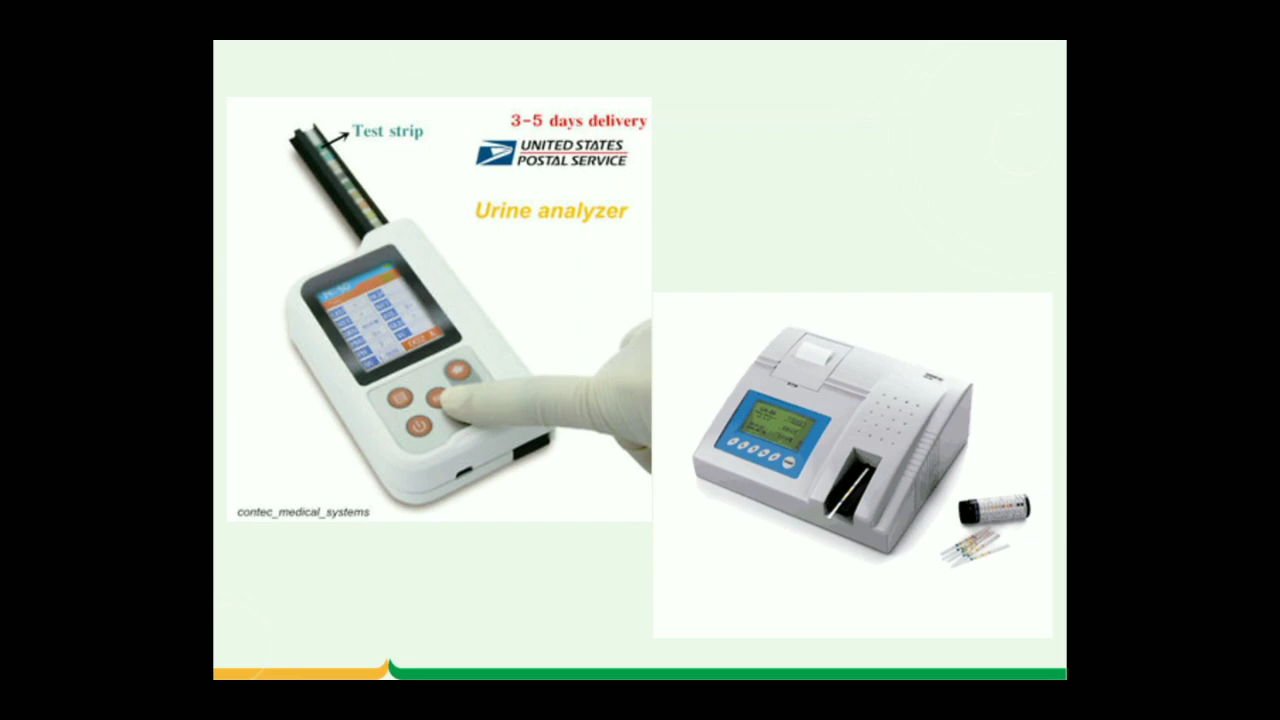 3-5 days delivery
Test strip
UNITED STATES
POSTAL SERVICE
Urine analyzer
contec_medical_systems